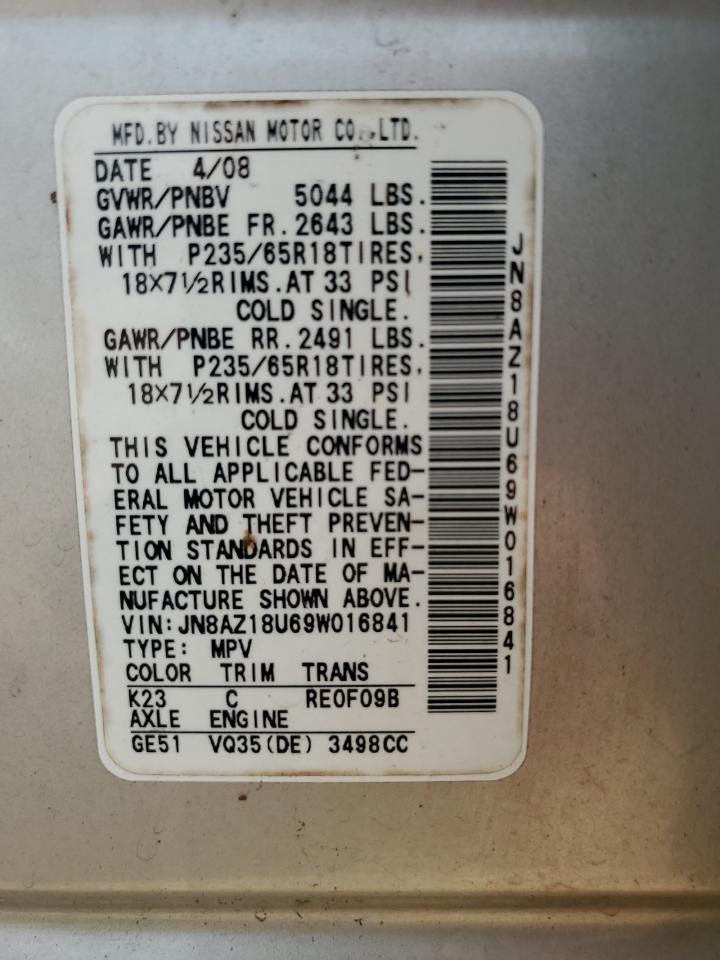 MFD.BY NISSAN MOTOR CO.,LTD.
DATE 4/08
GVWR/PNBV 5044 LBS.
GAWR/PNBE FR.2643 LBS.
WITH P235/65R18TIRES,
18X7½RIMS.AT 33 PSI
COLD SINGLE.
GAWR/PNBE RR.2491 LBS.
WITH P235/65R18TIRES,
18X7½RIMS.AT 33 PSI
COLD SINGLE.
THIS VEHICLE CONFORMS
TO ALL APPLICABLE FED-
ERAL MOTOR VEHICLE SA-
FETY AND THEFT PREVEN-
TION STANDARDS IN EFF-
ECT ON THE DATE OF MA-
NUFACTURE SHOWN ABOVE.
VIN:JN8AZ18U69W016841
TYPE: MPV
COLOR TRIM TRANS
K23 C RE0F09B
AXLE ENGINE
GE51 VQ35(DE) 3498CC
JN8AZ18U69W016841